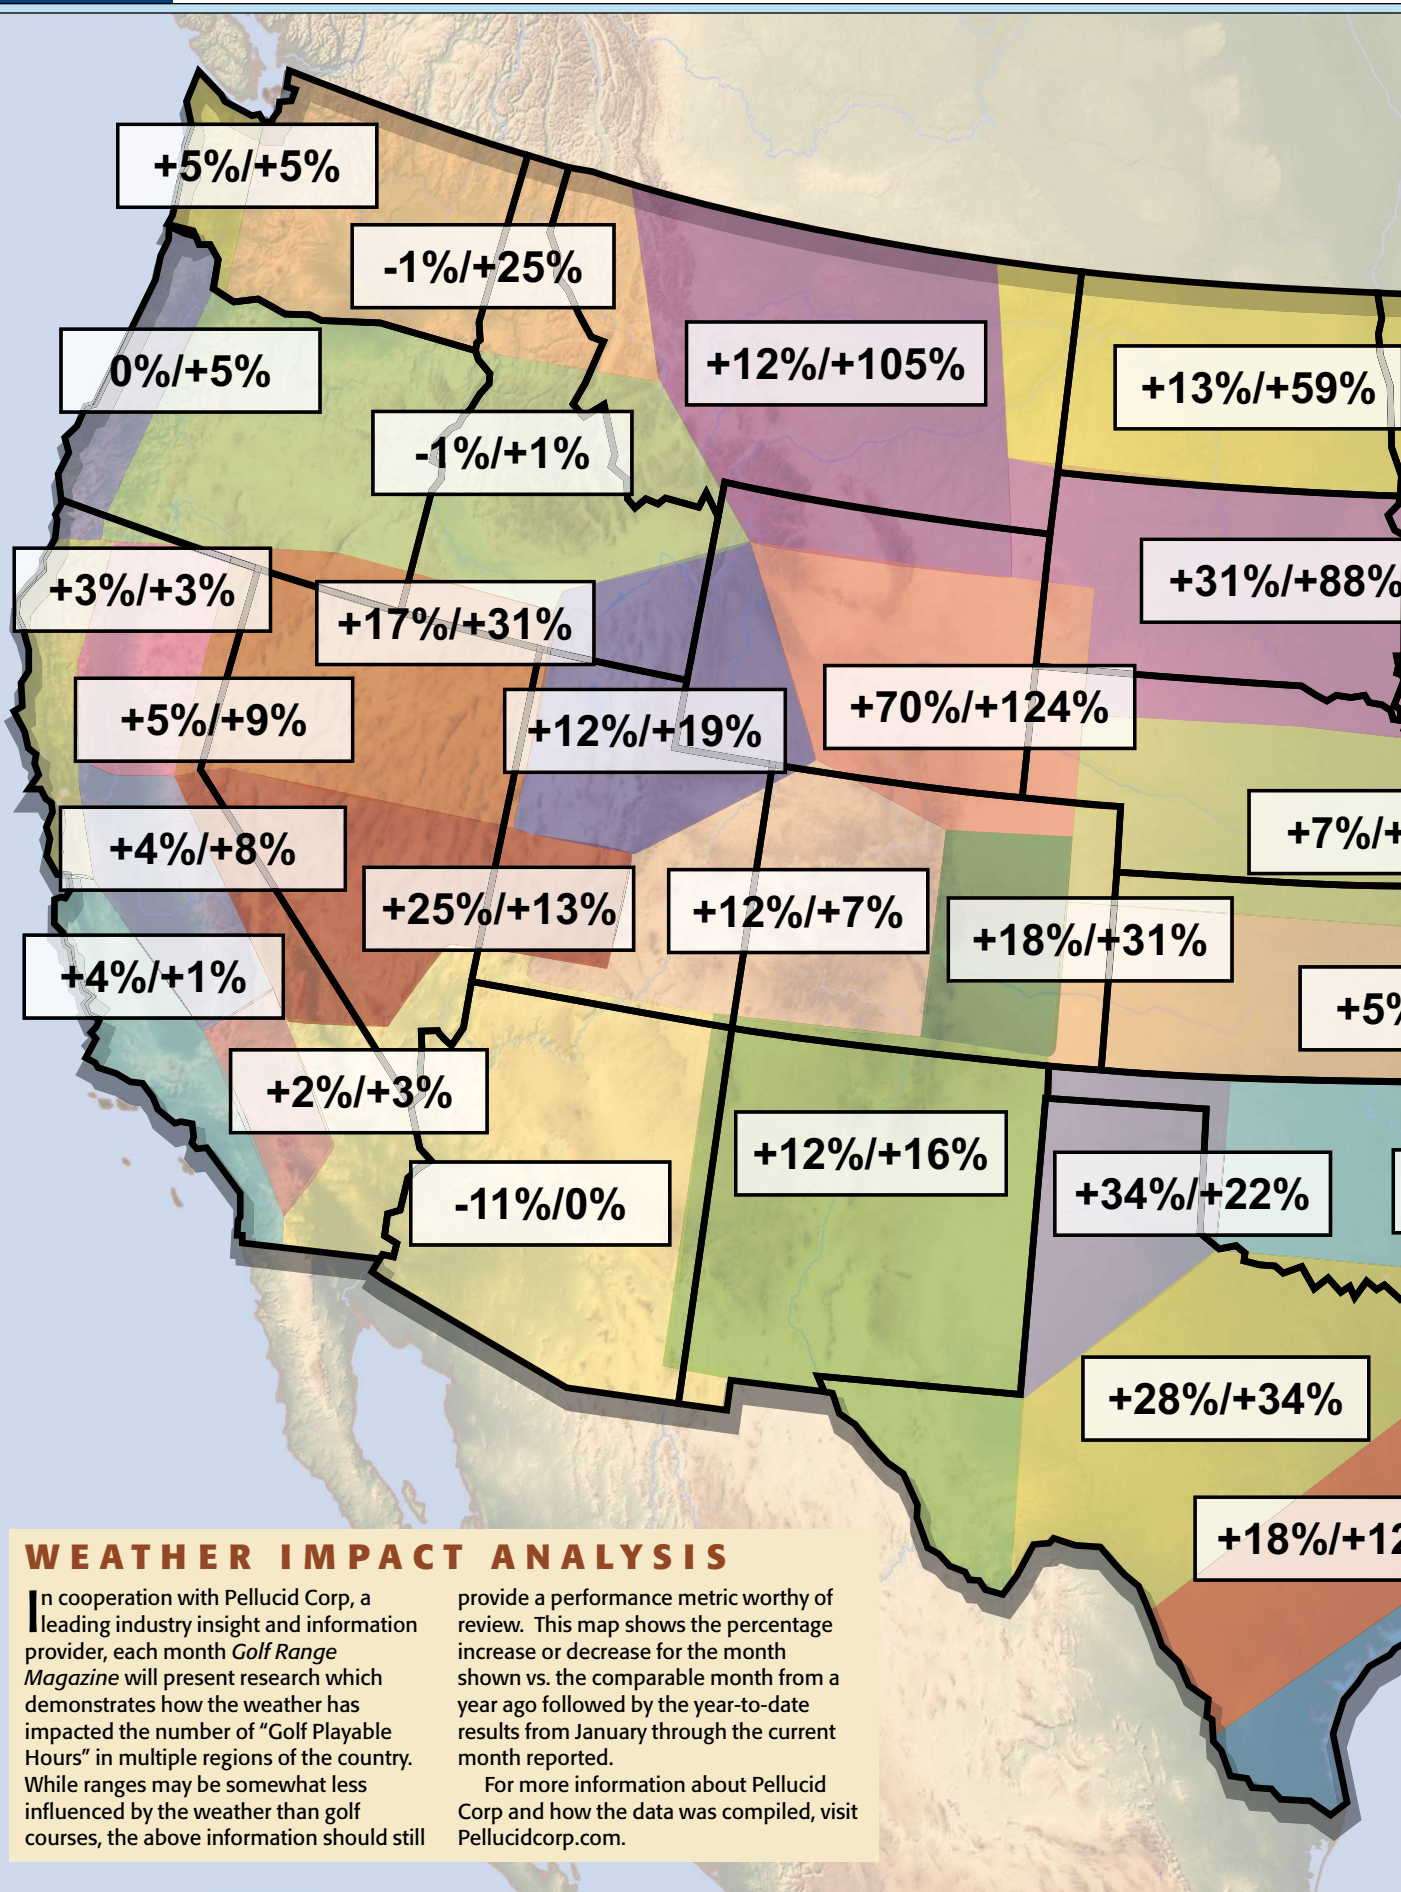 +5%/+5%
-1%/+25%
+12%/+105%
0%/+5%
+13%/+59%
-1%/+1%
+3%/+3%
+17%/+31%
+31%/+88%
+5%/+9%
+12%/+19%
+70%/+124%
+4%/+8%
+7%/+
+25%/+13%
+12%/+7%
+18%/+31%
+4%/+1%
+5%
+2%/+3%
+12%/+16%
-11%/0%
+34%/+22%
+28%/+34%
+18%/+12
WEATHER IMPACT ANALYSIS
In cooperation with Pellucid Corp, a
leading industry insight and information
provider, each month Golf Range
Magazine will present research which
demonstrates how the weather has
impacted the number of “Golf Playable
Hours” in multiple regions of the country.
While ranges may be somewhat less
influenced by the weather than golf
courses, the above information should still
provide a performance metric worthy of
review. This map shows the percentage
increase or decrease for the month
shown vs. the comparable month from a
year ago followed by the year-to-date
results from January through the current
month reported.
For more information about Pellucid
Corp and how the data was compiled, visit
Pellucidcorp.com.